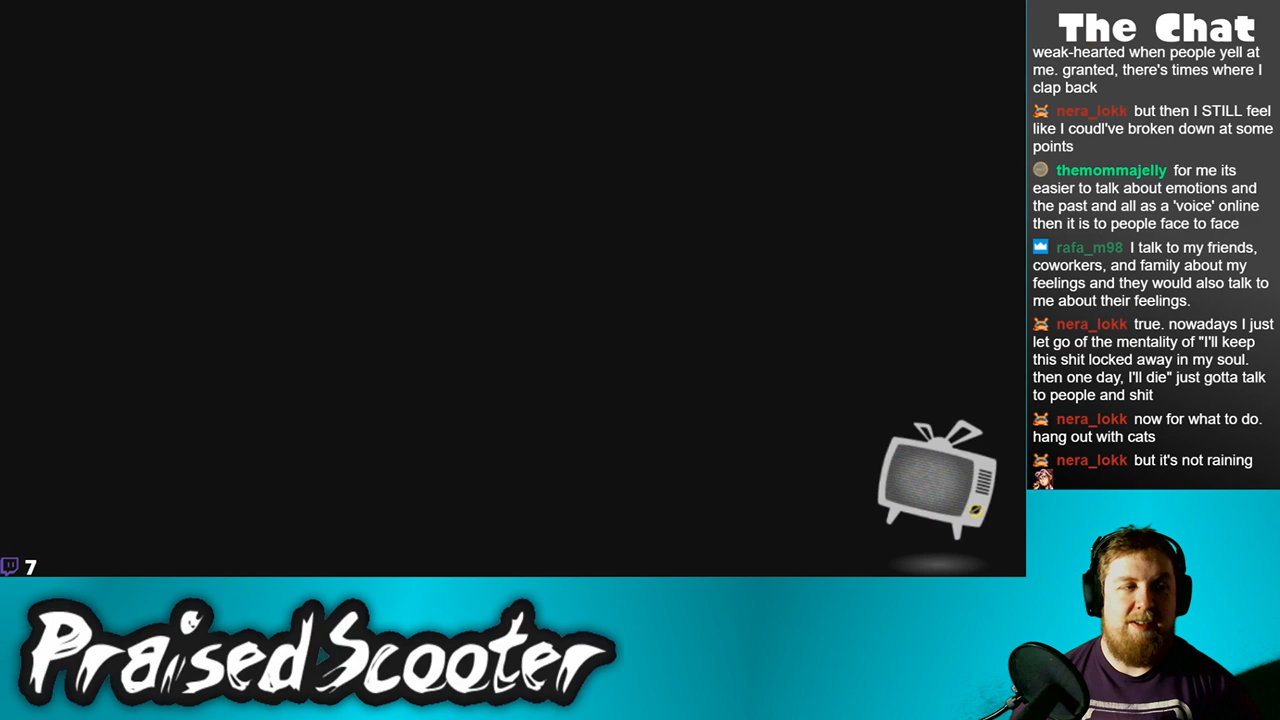 The Chat
weak-hearted when people yell at
me. granted, there's times where I
clap back
nera_lokk but then I STILL feel
like I coudl've broken down at some
points
themommajelly for me its
easier to talk about emotions and
the past and all as a 'voice' online
then it is to people face to face
rafa_m98 I talk to my friends,
coworkers, and family about my
feelings and they would also talk to
me about their feelings.
nera_lokk true. nowadays I just
let go of the mentality of "I'll keep
this shit locked away in my soul.
then one day, I'll die" just gotta talk
to people and shit
nera_lokk now for what to do.
hang out with cats
nera_lokk but it's not raining
7
PraisedScooter